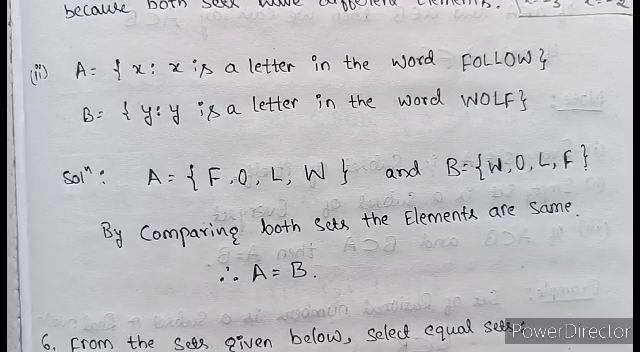 because both sets have different elements.
(ii) A = { x : x is a letter in the word FOLLOW }
B = { y : y is a letter in the word WOLF }
Solⁿ : A = { F, O, L, W } and B = { W, O, L, F }
By Comparing both sets the Elements are same.
∴ A = B.
6. From the sets given below, select equal sets:
PowerDirector